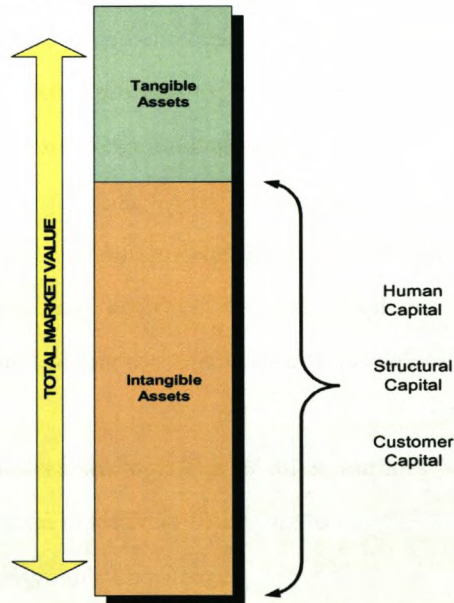 TOTAL MARKET VALUE
Tangible
Assets
Intangible
Assets
Human
Capital
Structural
Capital
Customer
Capital